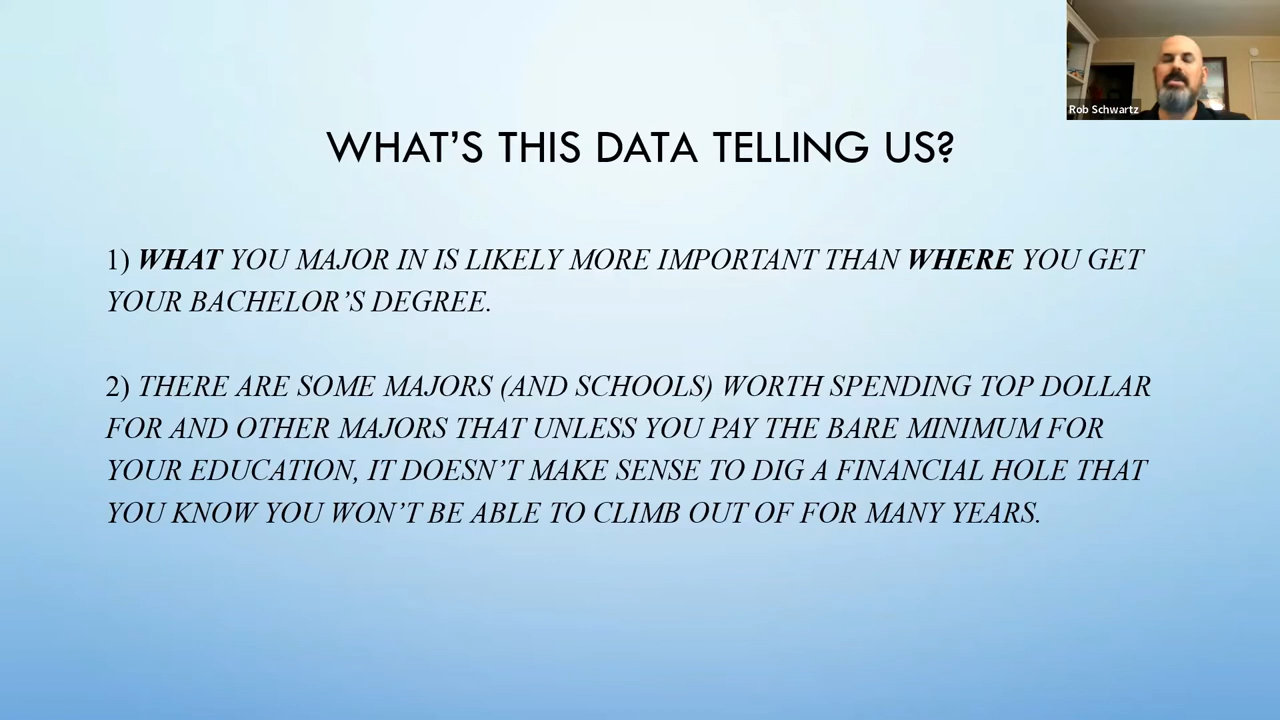 Rob Schwartz
WHAT’S THIS DATA TELLING US?
1) WHAT YOU MAJOR IN IS LIKELY MORE IMPORTANT THAN WHERE YOU GET
YOUR BACHELOR’S DEGREE.
2) THERE ARE SOME MAJORS (AND SCHOOLS) WORTH SPENDING TOP DOLLAR
FOR AND OTHER MAJORS THAT UNLESS YOU PAY THE BARE MINIMUM FOR
YOUR EDUCATION, IT DOESN’T MAKE SENSE TO DIG A FINANCIAL HOLE THAT
YOU KNOW YOU WON’T BE ABLE TO CLIMB OUT OF FOR MANY YEARS.